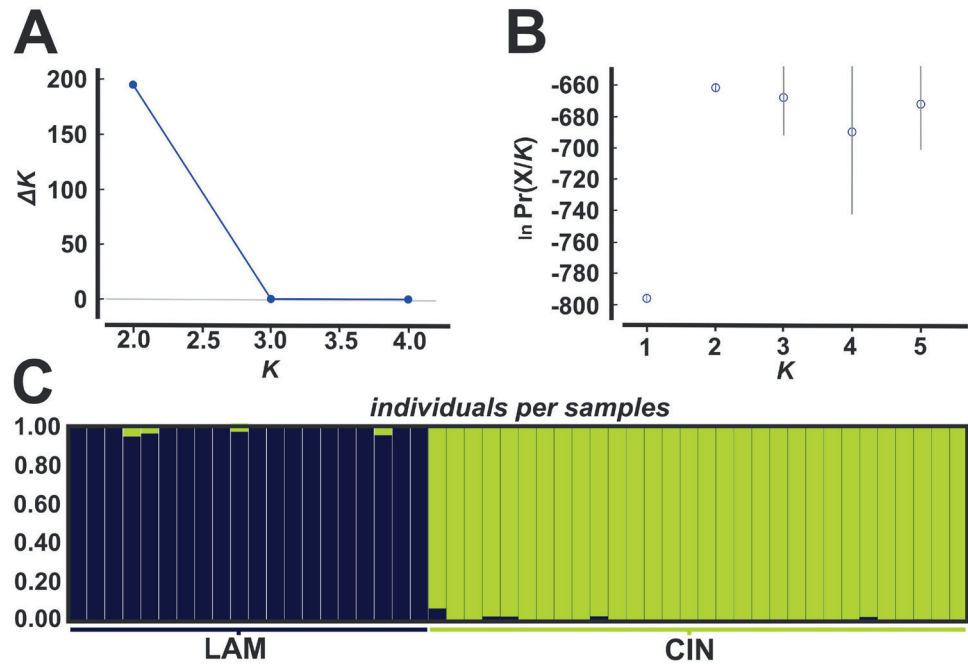 A
200
150
100
50
0
ΔK
2.0 2.5 3.0 3.5 4.0
K
B
-660
-680
-700
-720
-740
-760
-780
-800
ln Pr(X/K)
1 2 3 4 5
K
C
individuals per samples
1.00
0.80
0.60
0.40
0.20
0.00
LAM CIN